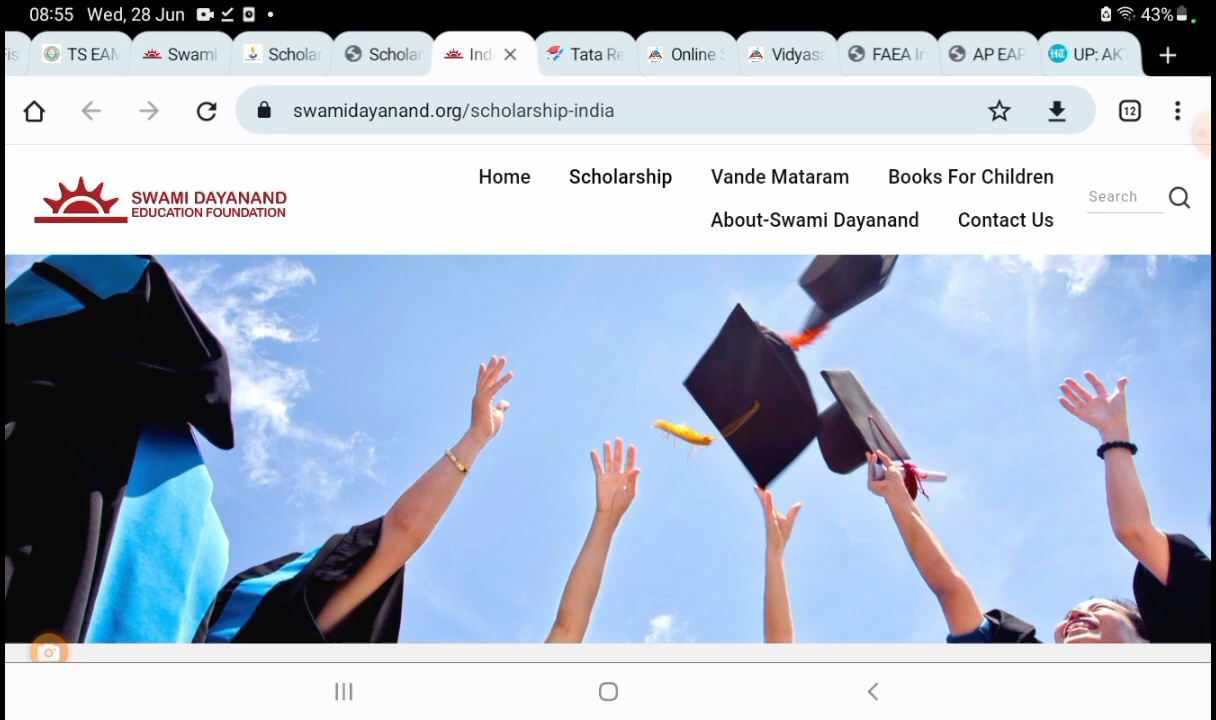 08:55 Wed, 28 Jun
43%
TS EAM
Swami
Scholar
Scholar
Ind
Tata Re
Online S
Vidyasa
FAEA In
AP EAP
UP: AK
swamidayanand.org/scholarship-india
12
Home Scholarship Vande Mataram Books For Children
About-Swami Dayanand Contact Us
Search
SWAMI DAYANAND
EDUCATION FOUNDATION